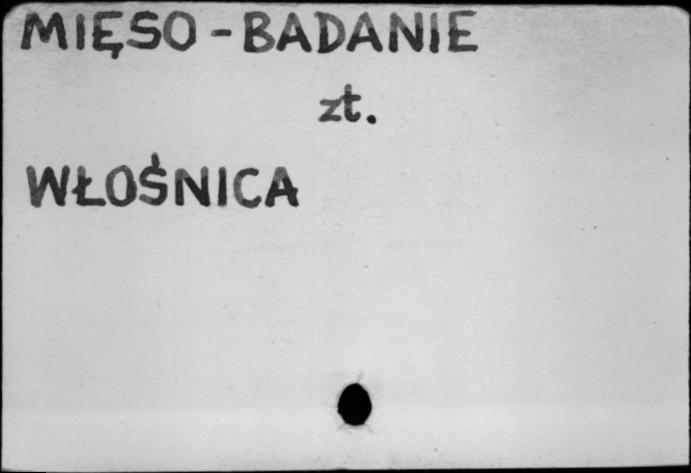 MIĘSO - BADANIE
zt.
WŁOŚNICA